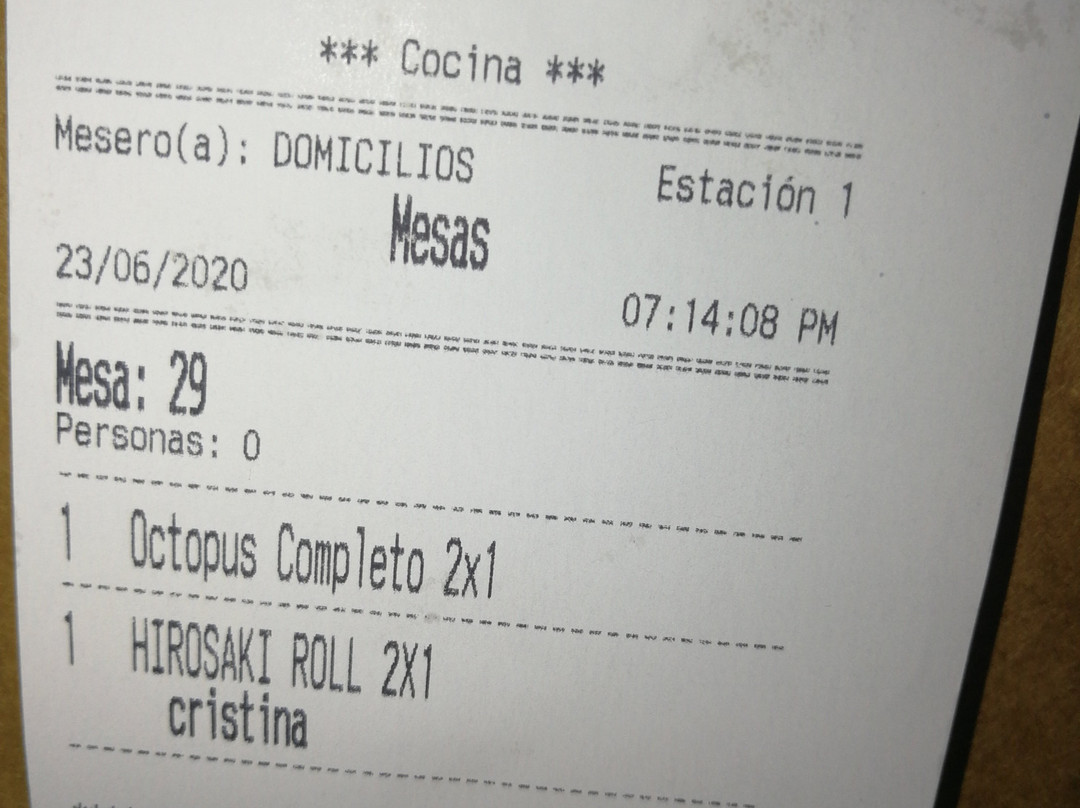 *** Cocina ***
Mesero(a): DOMICILIOS Estación 1
Mesas
23/06/2020 07:14:08 PM
Mesa: 29
Personas: 0
1 Octopus Completo 2x1
1 HIROSAKI ROLL 2X1
cristina